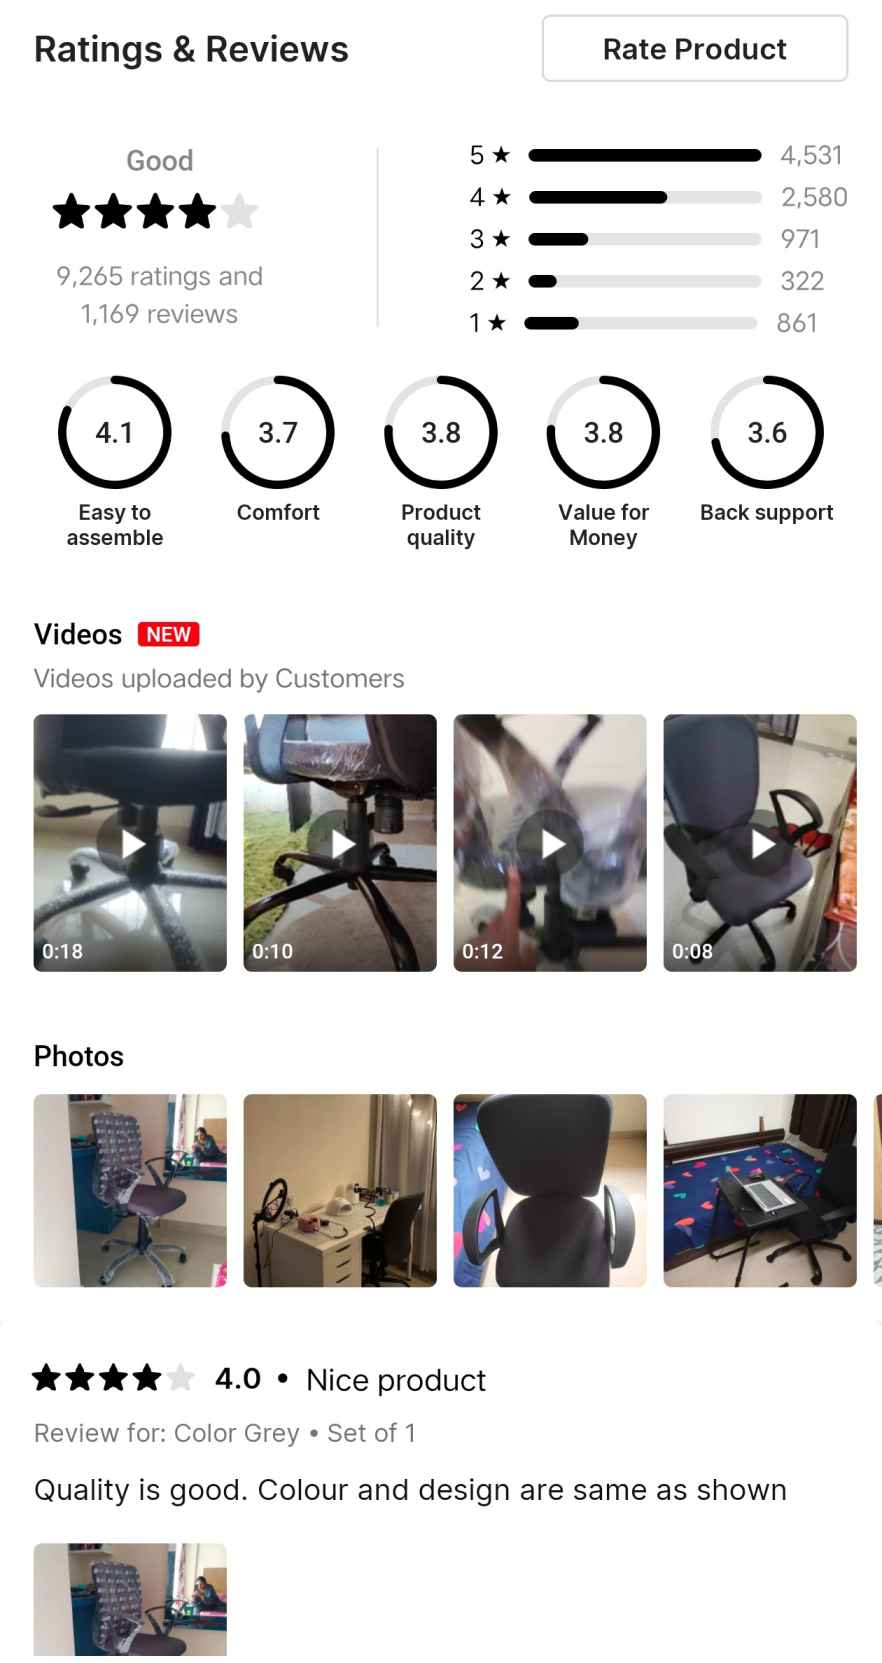 Ratings & Reviews
Rate Product
Good
9,265 ratings and
1,169 reviews
5 ★ 4,531
4 ★ 2,580
3 ★ 971
2 ★ 322
1 ★ 861
4.1
Easy to
assemble
3.7
Comfort
3.8
Product
quality
3.8
Value for
Money
3.6
Back support
Videos NEW
Videos uploaded by Customers
0:18
0:10
0:12
0:08
Photos
4.0 • Nice product
Review for: Color Grey • Set of 1
Quality is good. Colour and design are same as shown